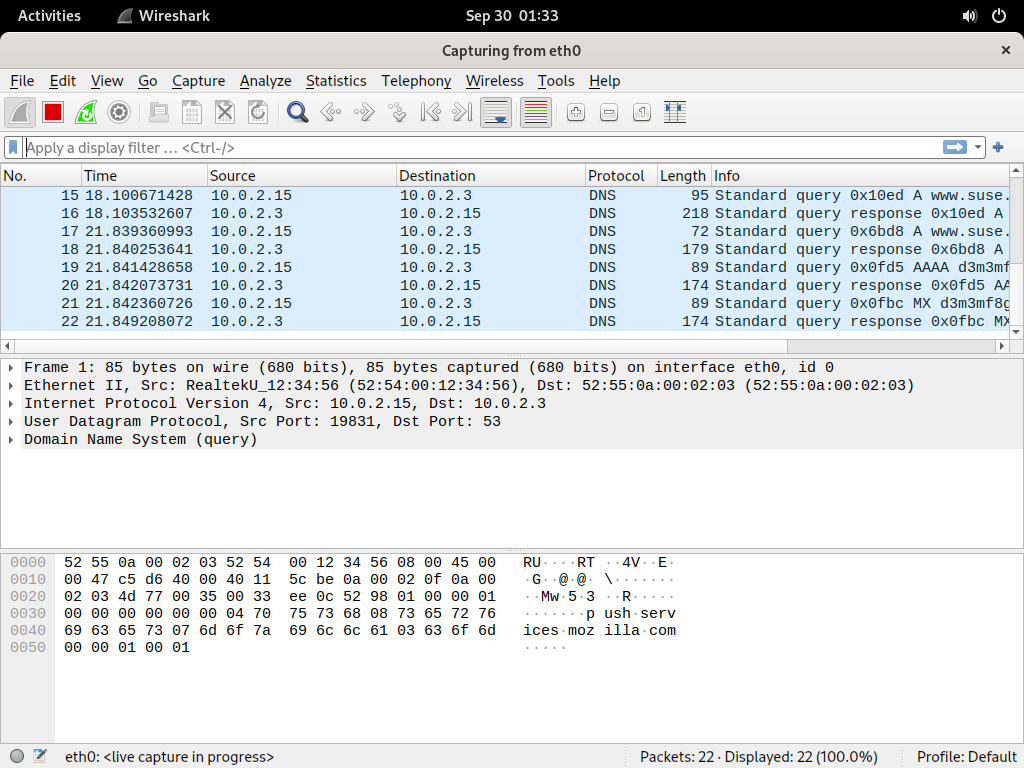 Activities Wireshark Sep 30 01:33
Capturing from eth0
File Edit View Go Capture Analyze Statistics Telephony Wireless Tools Help
Apply a display filter … <Ctrl-/>
No. Time Source Destination Protocol Length Info
15 18.100671428 10.0.2.15 10.0.2.3 DNS 95 Standard query 0x10ed A www.suse.
16 18.103532607 10.0.2.3 10.0.2.15 DNS 218 Standard query response 0x10ed A
17 21.839360993 10.0.2.15 10.0.2.3 DNS 72 Standard query 0x6bd8 A www.suse.
18 21.840253641 10.0.2.3 10.0.2.15 DNS 179 Standard query response 0x6bd8 A
19 21.841428658 10.0.2.15 10.0.2.3 DNS 89 Standard query 0x0fd5 AAAA d3m3mf
20 21.842073731 10.0.2.3 10.0.2.15 DNS 174 Standard query response 0x0fd5 AA
21 21.842360726 10.0.2.15 10.0.2.3 DNS 89 Standard query 0x0fbc MX d3m3mf8g
22 21.849208072 10.0.2.3 10.0.2.15 DNS 174 Standard query response 0x0fbc MX
Frame 1: 85 bytes on wire (680 bits), 85 bytes captured (680 bits) on interface eth0, id 0
Ethernet II, Src: RealtekU_12:34:56 (52:54:00:12:34:56), Dst: 52:55:0a:00:02:03 (52:55:0a:00:02:03)
Internet Protocol Version 4, Src: 10.0.2.15, Dst: 10.0.2.3
User Datagram Protocol, Src Port: 19831, Dst Port: 53
Domain Name System (query)
0000 52 55 0a 00 02 03 52 54 00 12 34 56 08 00 45 00 RU····RT ··4V··E·
0010 00 47 c5 d6 40 00 40 11 5c be 0a 00 02 0f 0a 00 ·G··@·@· \·······
0020 02 03 4d 77 00 35 00 33 ee 0c 52 98 01 00 00 01 ··Mw·5·3 ··R·····
0030 00 00 00 00 00 00 04 70 75 73 68 08 73 65 72 76 ·······p ush·serv
0040 69 63 65 73 07 6d 6f 7a 69 6c 6c 61 03 63 6f 6d ices·moz illa·com
0050 00 00 01 00 01 ·····
eth0: <live capture in progress> Packets: 22 · Displayed: 22 (100.0%) Profile: Default